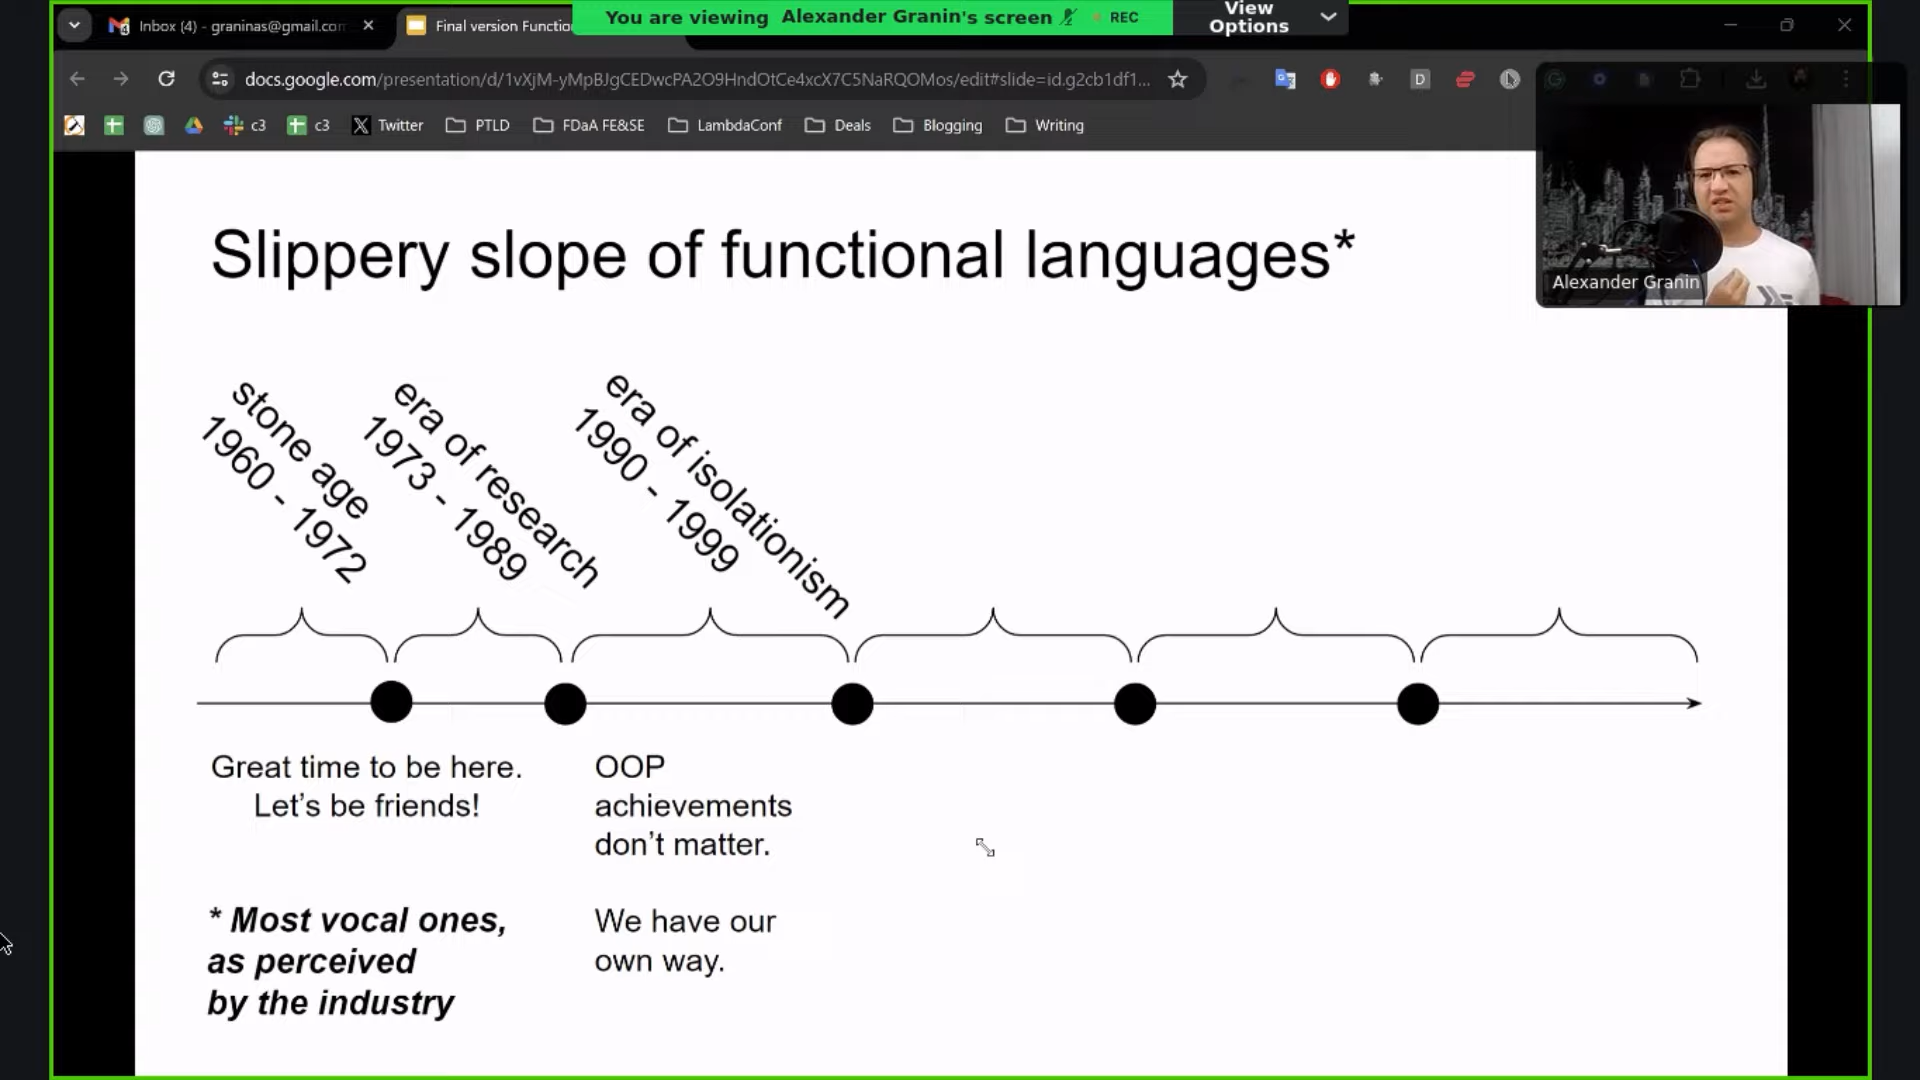 You are viewing Alexander Granin's screen
REC
View Options
Inbox (4) - graninas@gmail.con
Final version Functio
docs.google.com/presentation/d/1vXjM-yMpBJgCEDwcPA2O9HndOtCe4xcX7C5NaRQOMos/edit#slide=id.g2cb1df1...
c3
c3
Twitter
PTLD
FDaA FE&SE
LambdaConf
Deals
Blogging
Writing
Alexander Granin
Slippery slope of functional languages*
stone age
1960 - 1972
era of research
1973 - 1989
era of isolationism
1990 - 1999
Great time to be here.
Let's be friends!
OOP
achievements
don't matter.
We have our
own way.
* Most vocal ones,
as perceived
by the industry